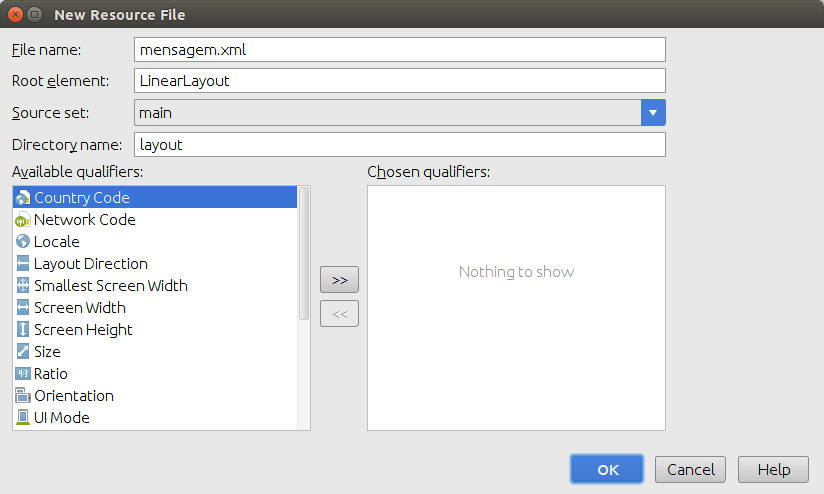 New Resource File
File name: mensagem.xml
Root element: LinearLayout
Source set: main
Directory name: layout
Available qualifiers: Chosen qualifiers:
Country Code
Network Code
Locale
Layout Direction
Smallest Screen Width
Screen Width
Screen Height
Size
4:3 Ratio
Orientation
UI Mode
>>
<<
Nothing to show
OK Cancel Help